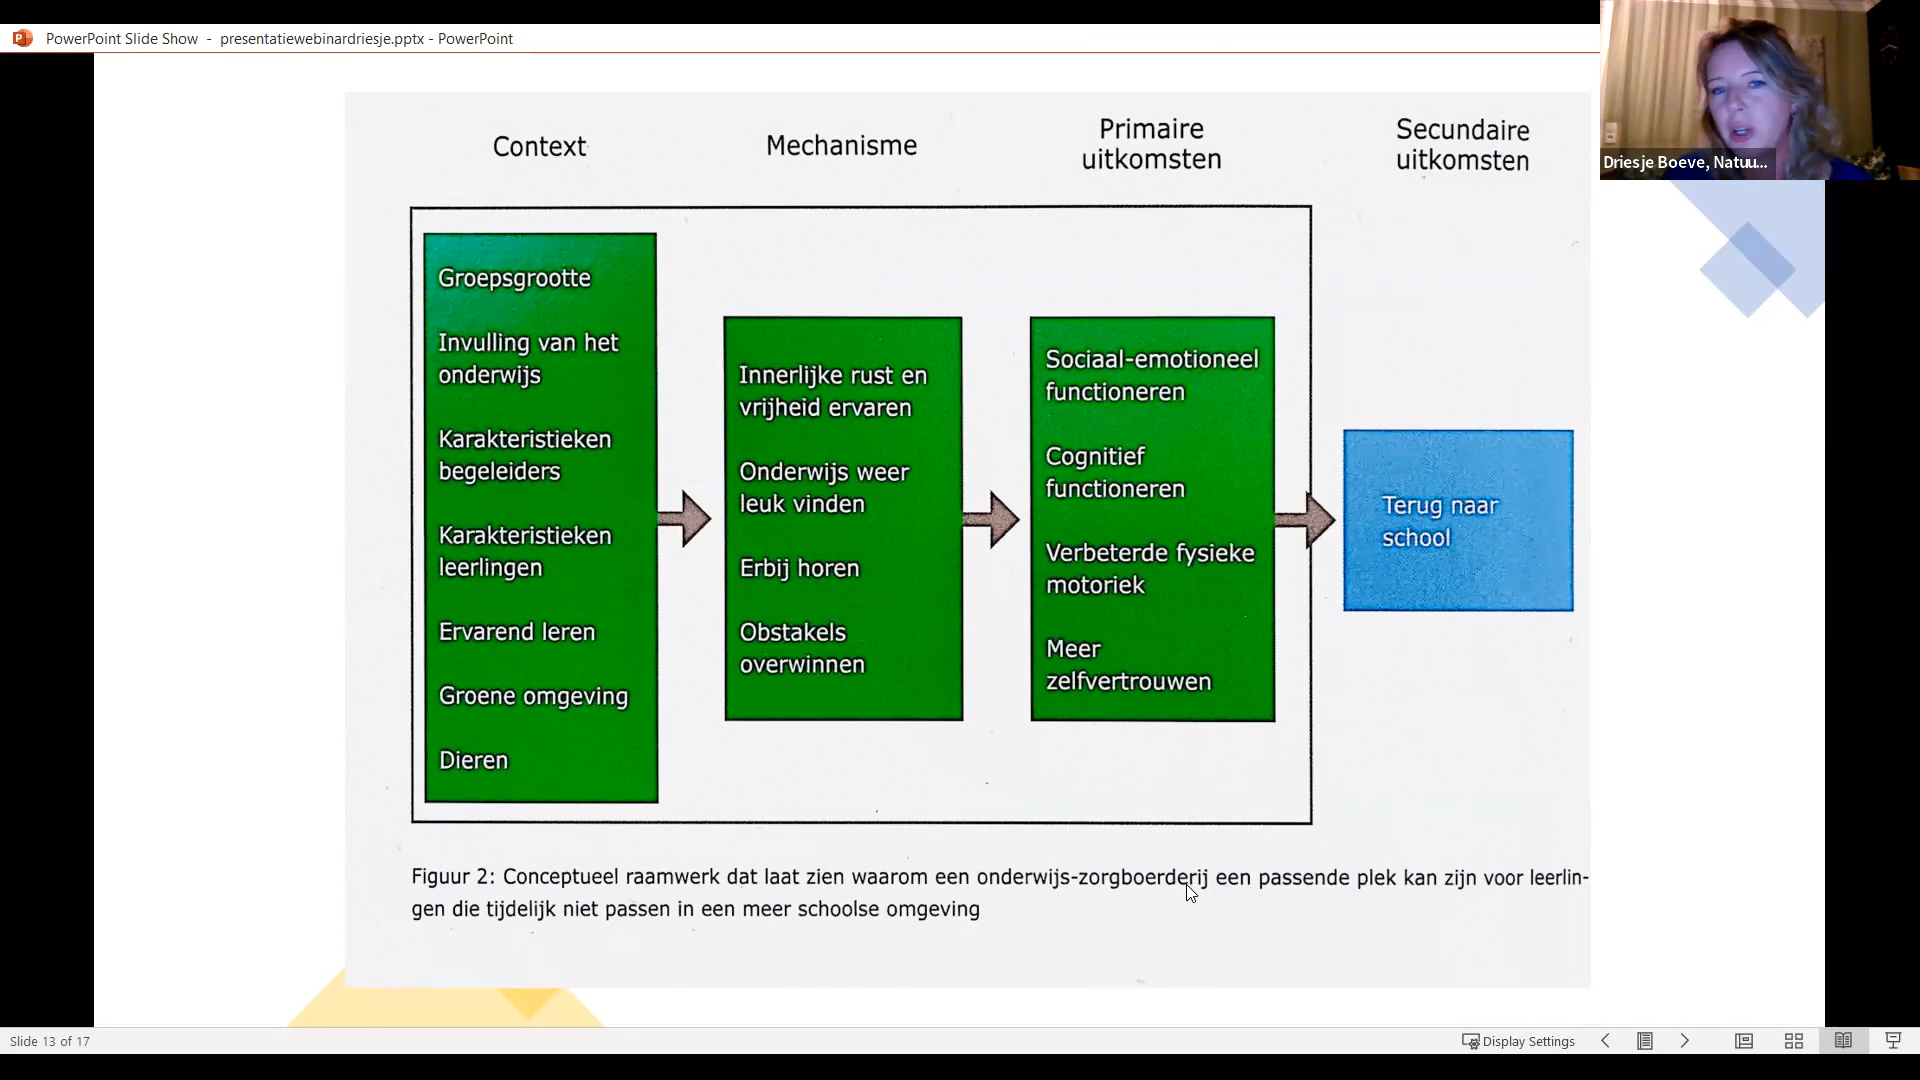 PowerPoint Slide Show - presentatiewebinardriesje.pptx - PowerPoint
Driesje Boeve, Natuu...
Context
Mechanisme
Primaire
uitkomsten
Secundaire
uitkomsten
Groepsgrootte
Invulling van het
onderwijs
Karakteristieken
begeleiders
Karakteristieken
leerlingen
Ervarend leren
Groene omgeving
Dieren
Innerlijke rust en
vrijheid ervaren
Onderwijs weer
leuk vinden
Erbij horen
Obstakels
overwinnen
Sociaal-emotioneel
functioneren
Cognitief
functioneren
Verbeterde fysieke
motoriek
Meer
zelfvertrouwen
Terug naar
school
Figuur 2: Conceptueel raamwerk dat laat zien waarom een onderwijs-zorgboerderij een passende plek kan zijn voor leerlin-
gen die tijdelijk niet passen in een meer schoolse omgeving
Slide 13 of 17
Display Settings